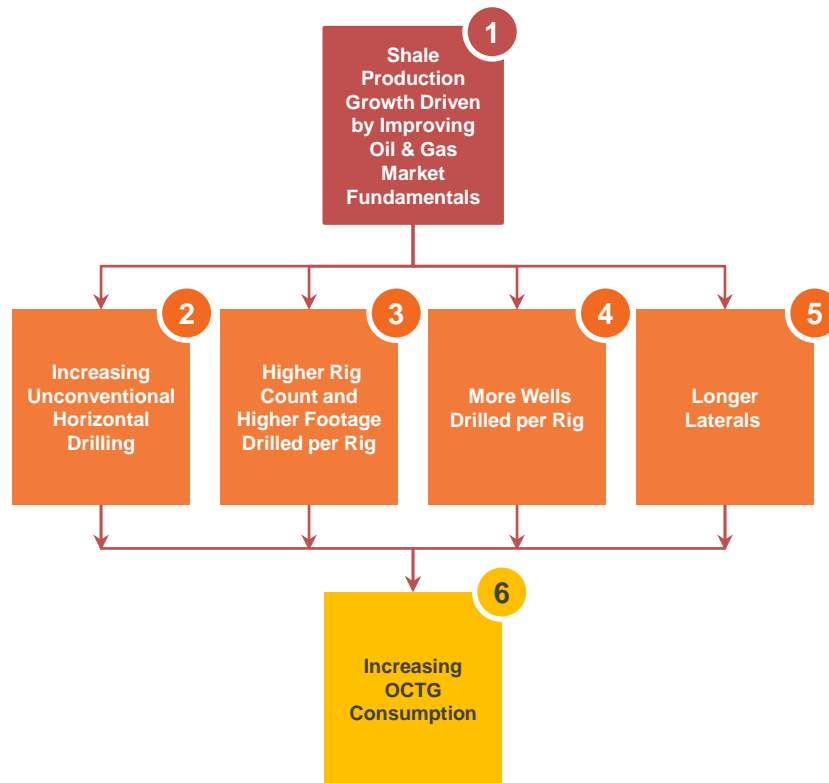 1
Shale
Production
Growth Driven
by Improving
Oil & Gas
Market
Fundamentals
2
Increasing
Unconventional
Horizontal
Drilling
3
Higher Rig
Count and
Higher Footage
Drilled per Rig
4
More Wells
Drilled per Rig
5
Longer
Laterals
6
Increasing
OCTG
Consumption